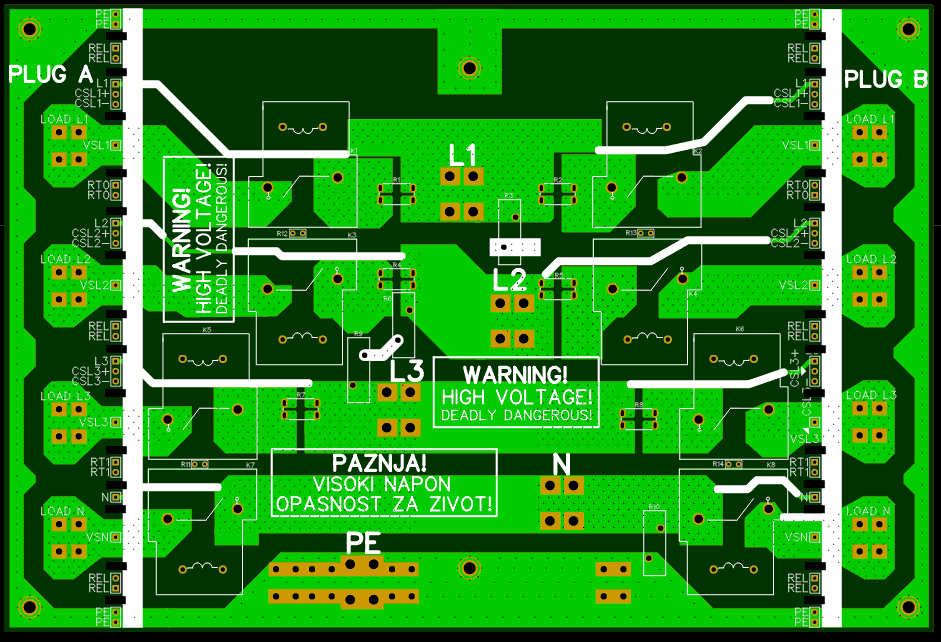 PE
PE
REL
REL
PLUG A
L1
CSL1+
CSL1-
LOAD L1
VSL1
RT0
RT0
L2
CSL2+
CSL2-
LOAD L2
VSL2
REL
REL
L3
CSL3+
CSL3-
LOAD L3
VSL3
RT1
RT1
N
LOAD N
VSN
REL
REL
PE
PE
WARNING!
HIGH VOLTAGE!
DEADLY DANGEROUS!
K1
R1
R12
K3
R4
R6
R9
K5
R7
R11
K7
L1
R3
L2
L3
WARNING!
HIGH VOLTAGE!
DEADLY DANGEROUS!
PAZNJA!
VISOKI NAPON
OPASNOST ZA ZIVOT!
N
PE
K2
R2
R13
R5
K4
K6
R8
R14
K8
R10
PE
PE
REL
REL
PLUG B
L1
CSL1+
CSL1-
LOAD L1
VSL1
RT0
RT0
L2
CSL2+
CSL2-
LOAD L2
VSL2
REL
REL
CSL3+
LOAD L3
VSL3
RT1
RT1
N
LOAD N
VSN
REL
REL
PE
PE